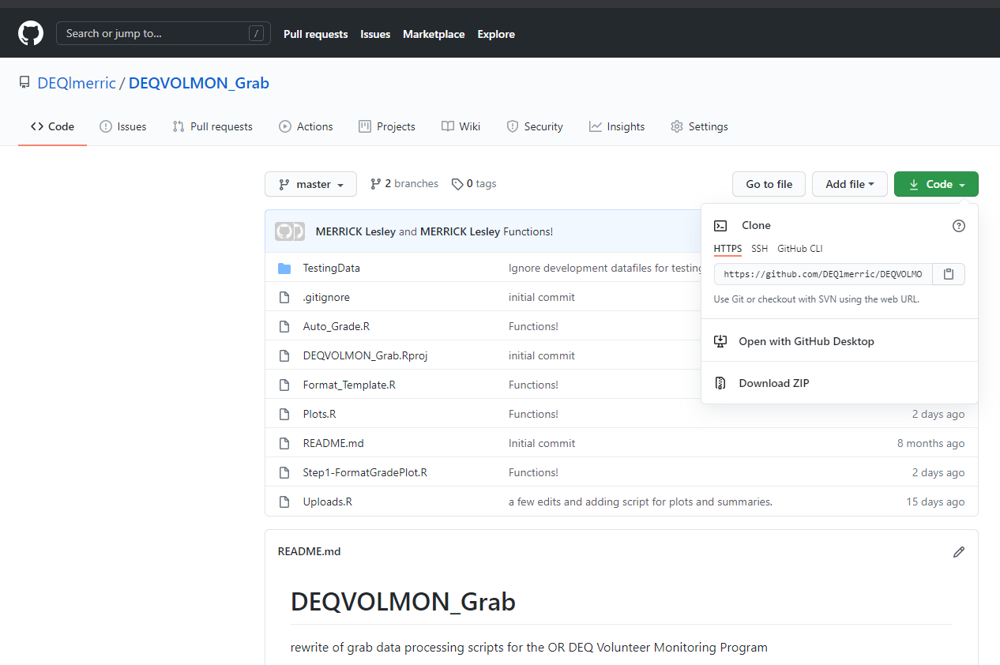 Search or jump to... /
Pull requests Issues Marketplace Explore
DEQlmerric / DEQVOLMON_Grab
Code Issues Pull requests Actions Projects Wiki Security Insights Settings
master 2 branches 0 tags Go to file Add file Code
MERRICK Lesley and MERRICK Lesley Functions!
Clone
HTTPS SSH GitHub CLI
https://github.com/DEQlmerric/DEQVOLMO
Use Git or checkout with SVN using the web URL.
Open with GitHub Desktop
Download ZIP
TestingData Ignore development datafiles for testing
.gitignore initial commit
Auto_Grade.R Functions!
DEQVOLMON_Grab.Rproj initial commit
Format_Template.R Functions!
Plots.R Functions! 2 days ago
README.md Initial commit 8 months ago
Step1-FormatGradePlot.R Functions! 2 days ago
Uploads.R a few edits and adding script for plots and summaries. 15 days ago
README.md
DEQVOLMON_Grab
rewrite of grab data processing scripts for the OR DEQ Volunteer Monitoring Program